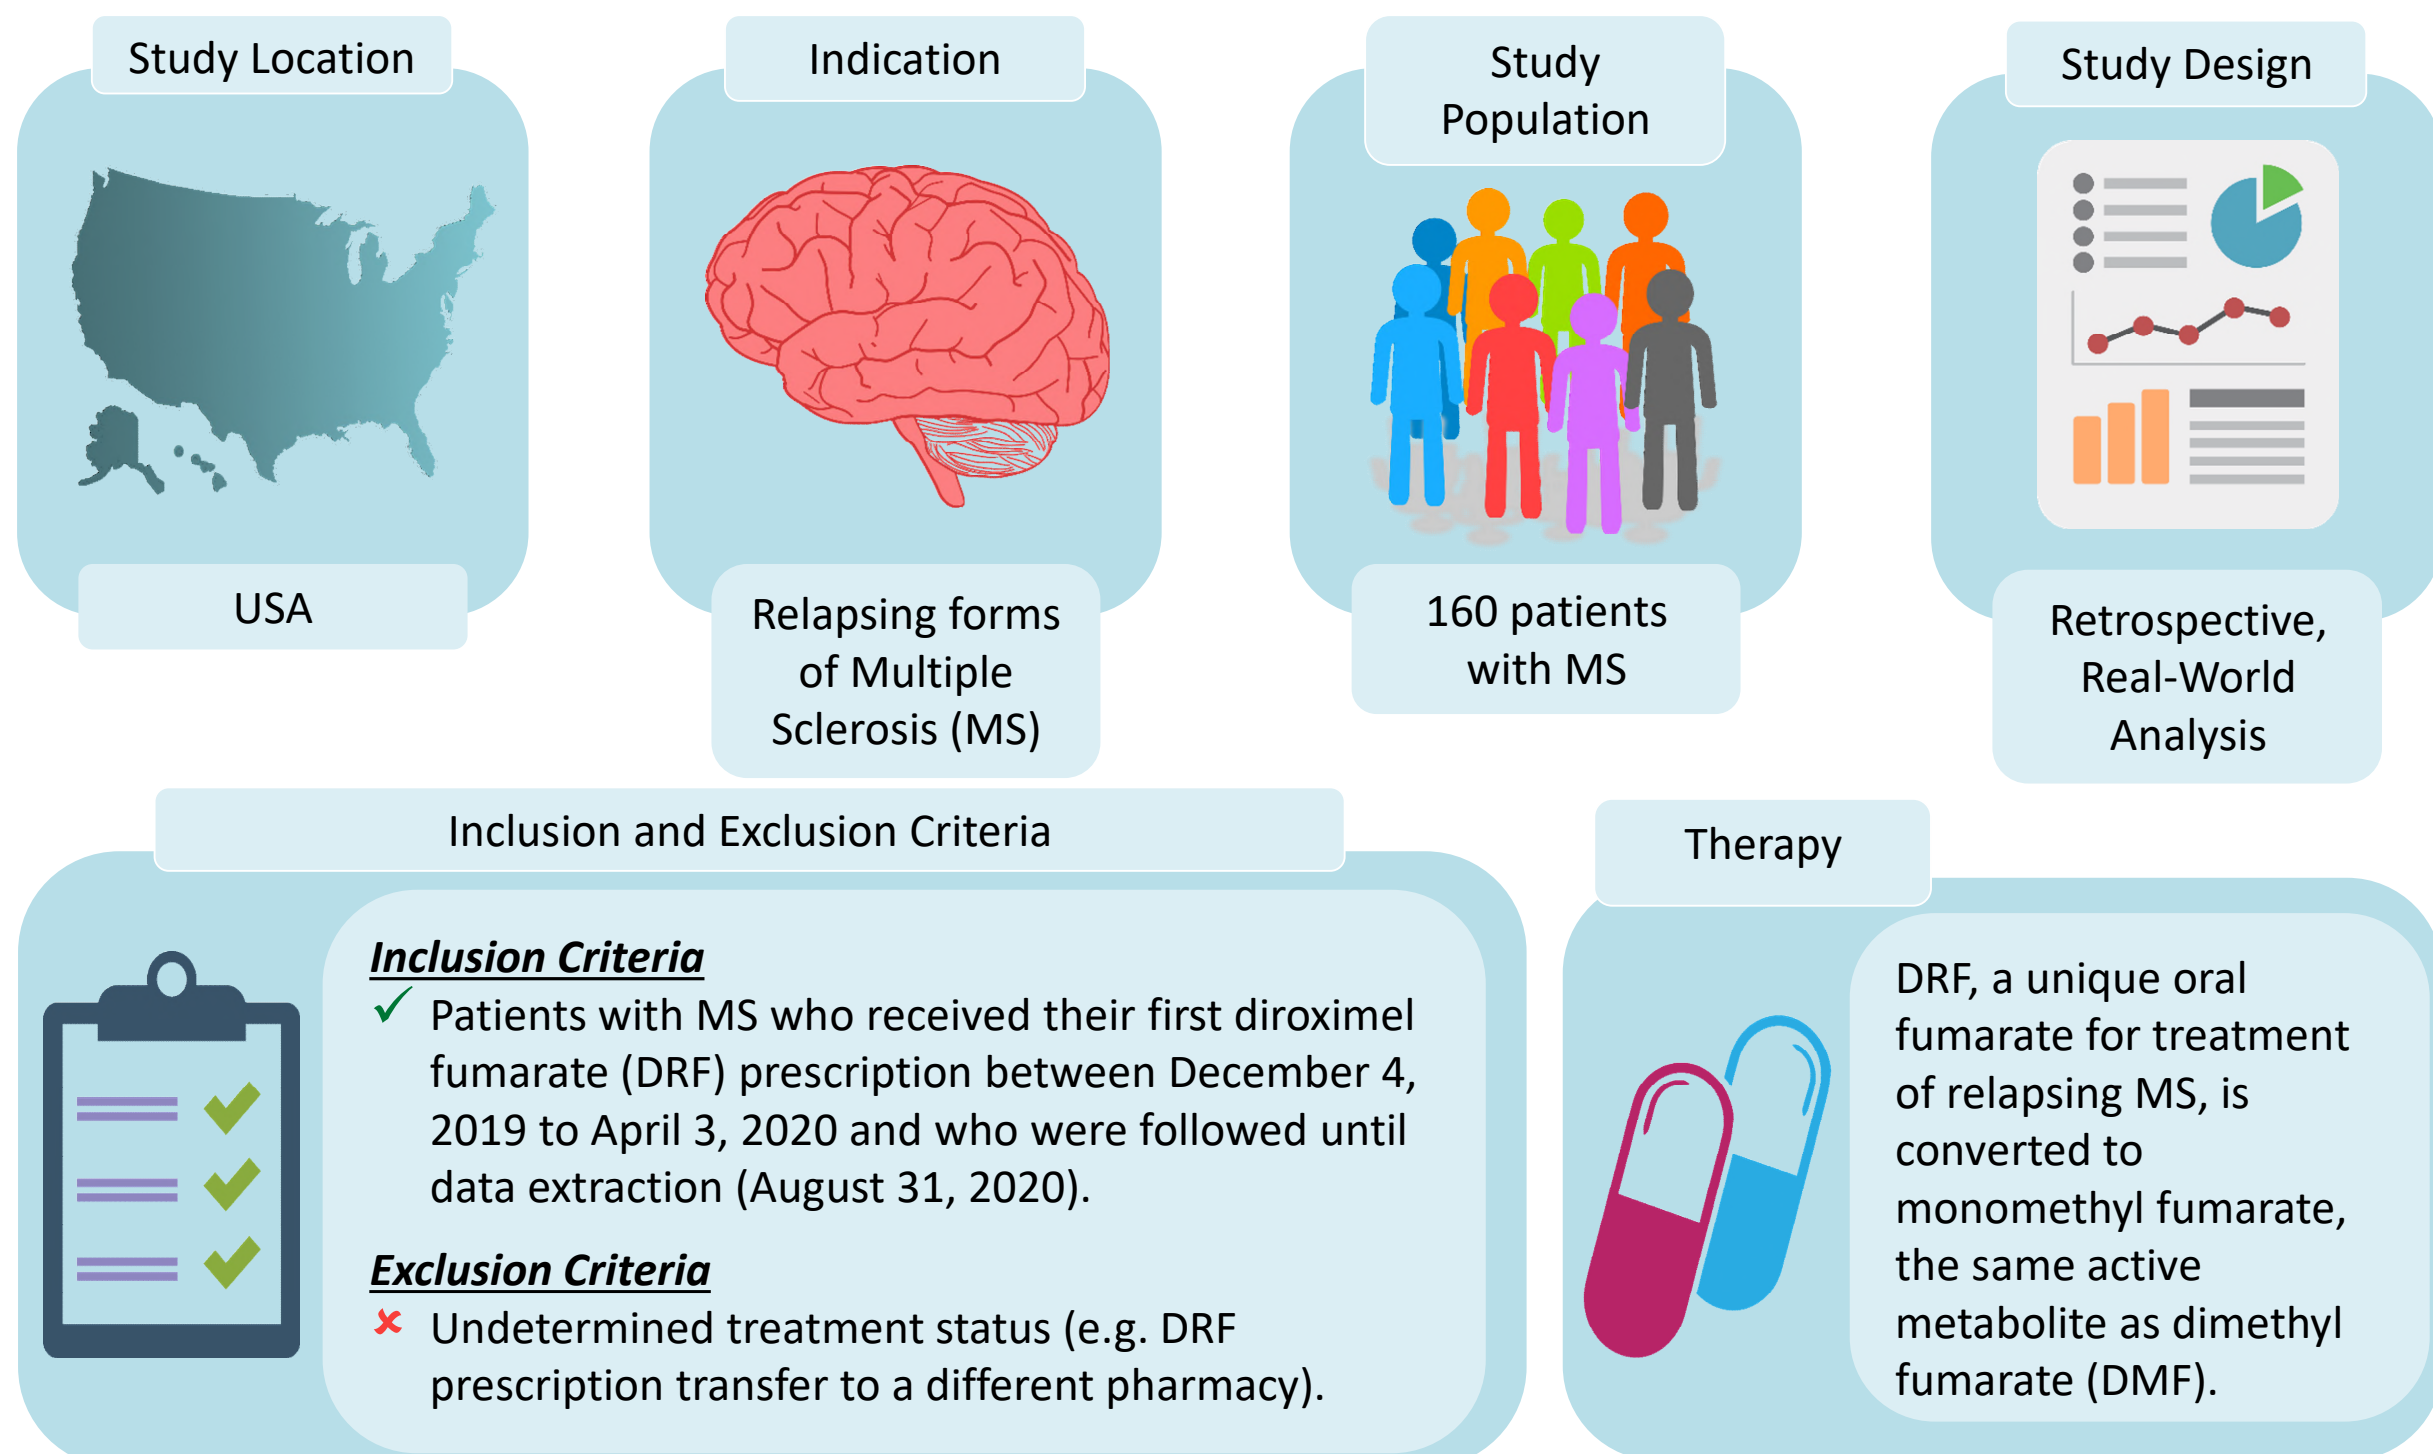 Study Location
USA
Indication
Relapsing forms
of Multiple
Sclerosis (MS)
Study
Population
160 patients
with MS
Study Design
Retrospective,
Real-World
Analysis
Inclusion and Exclusion Criteria
Inclusion Criteria
✓ Patients with MS who received their first diroximel
fumarate (DRF) prescription between December 4,
2019 to April 3, 2020 and who were followed until
data extraction (August 31, 2020).
Exclusion Criteria
✘ Undetermined treatment status (e.g. DRF
prescription transfer to a different pharmacy).
Therapy
DRF, a unique oral
fumarate for treatment
of relapsing MS, is
converted to
monomethyl fumarate,
the same active
metabolite as dimethyl
fumarate (DMF).